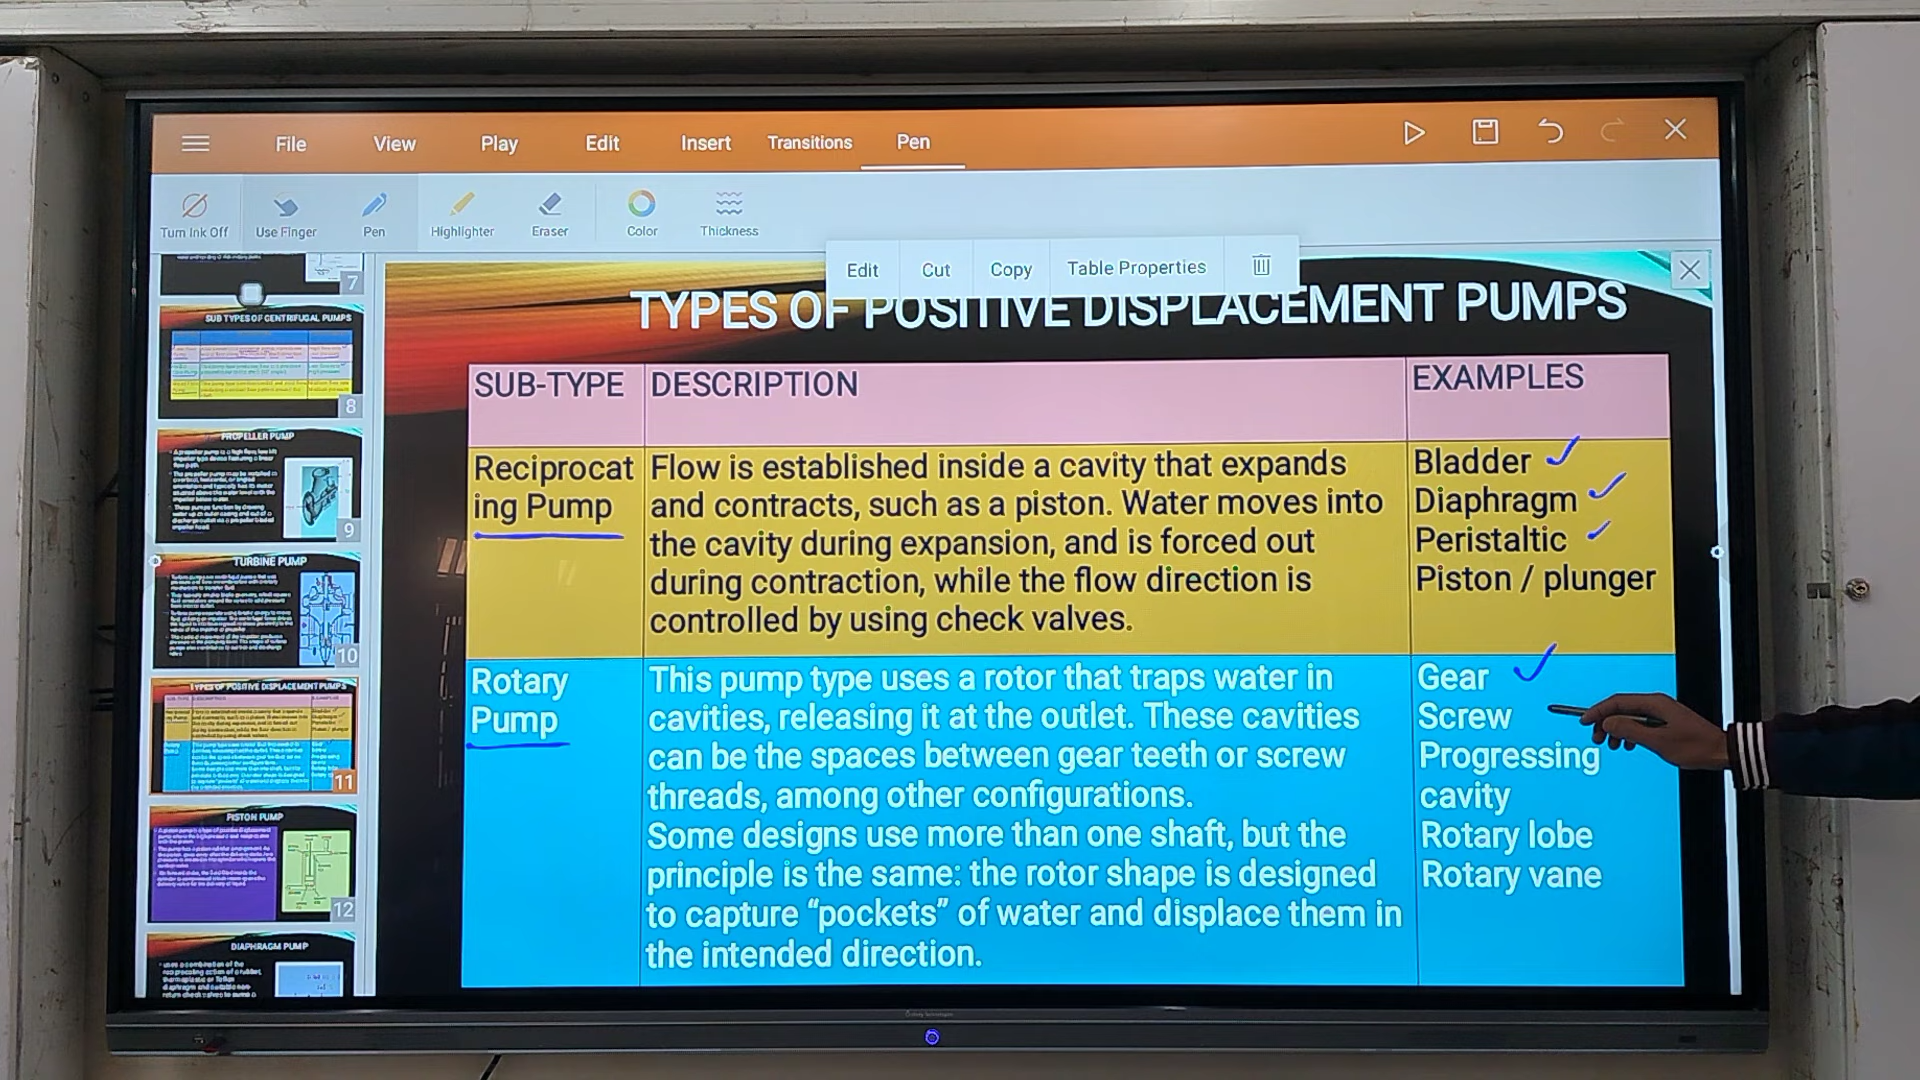 File View Play Edit Insert Transitions Pen
Turn Ink Off Use Finger Pen Highlighter Eraser Color Thickness
Edit Cut Copy Table Properties
7
SUB TYPES OF CENTRIFUGAL PUMPS
8
PROPELLER PUMP
9
TURBINE PUMP
10
TYPES OF POSITIVE DISPLACEMENT PUMPS
11
PISTON PUMP
12
DIAPHRAGM PUMP
TYPES OF POSITIVE DISPLACEMENT PUMPS
SUB-TYPE
DESCRIPTION
EXAMPLES
Reciprocat
ing Pump
Flow is established inside a cavity that expands
and contracts, such as a piston. Water moves into
the cavity during expansion, and is forced out
during contraction, while the flow direction is
controlled by using check valves.
Bladder
Diaphragm
Peristaltic
Piston / plunger
Rotary
Pump
This pump type uses a rotor that traps water in
cavities, releasing it at the outlet. These cavities
can be the spaces between gear teeth or screw
threads, among other configurations.
Some designs use more than one shaft, but the
principle is the same: the rotor shape is designed
to capture “pockets” of water and displace them in
the intended direction.
Gear
Screw
Progressing
cavity
Rotary lobe
Rotary vane